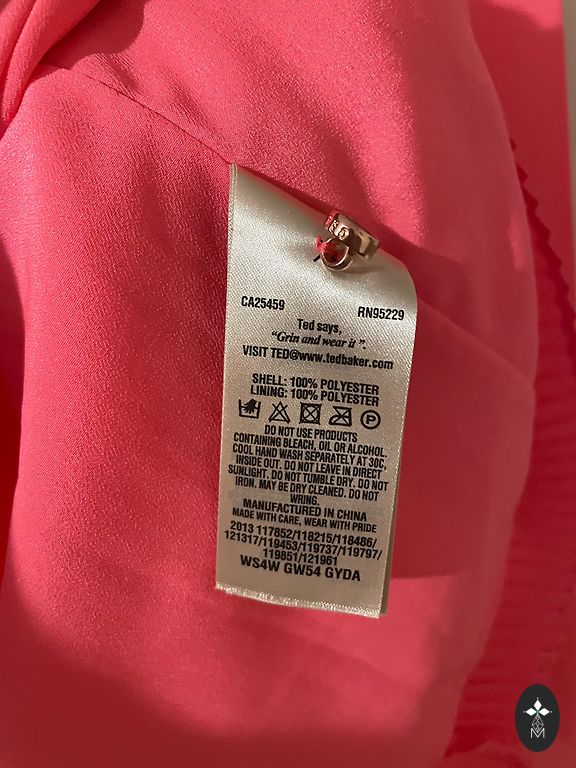 CA25459 RN95229
Ted says,
“Grin and wear it”.
VISIT TED@www.tedbaker.com
SHELL: 100% POLYESTER
LINING: 100% POLYESTER
DO NOT USE PRODUCTS
CONTAINING BLEACH, OIL OR ALCOHOL.
COOL HAND WASH SEPARATELY AT 30C,
INSIDE OUT. DO NOT LEAVE IN DIRECT
SUNLIGHT. DO NOT TUMBLE DRY. DO NOT
IRON. MAY BE DRY CLEANED. DO NOT
WRING.
MANUFACTURED IN CHINA
MADE WITH CARE, WEAR WITH PRIDE
2013 117852/118215/118486/
121317/119453/119737/119797/
119851/121961
WS4W GW54 GYDA